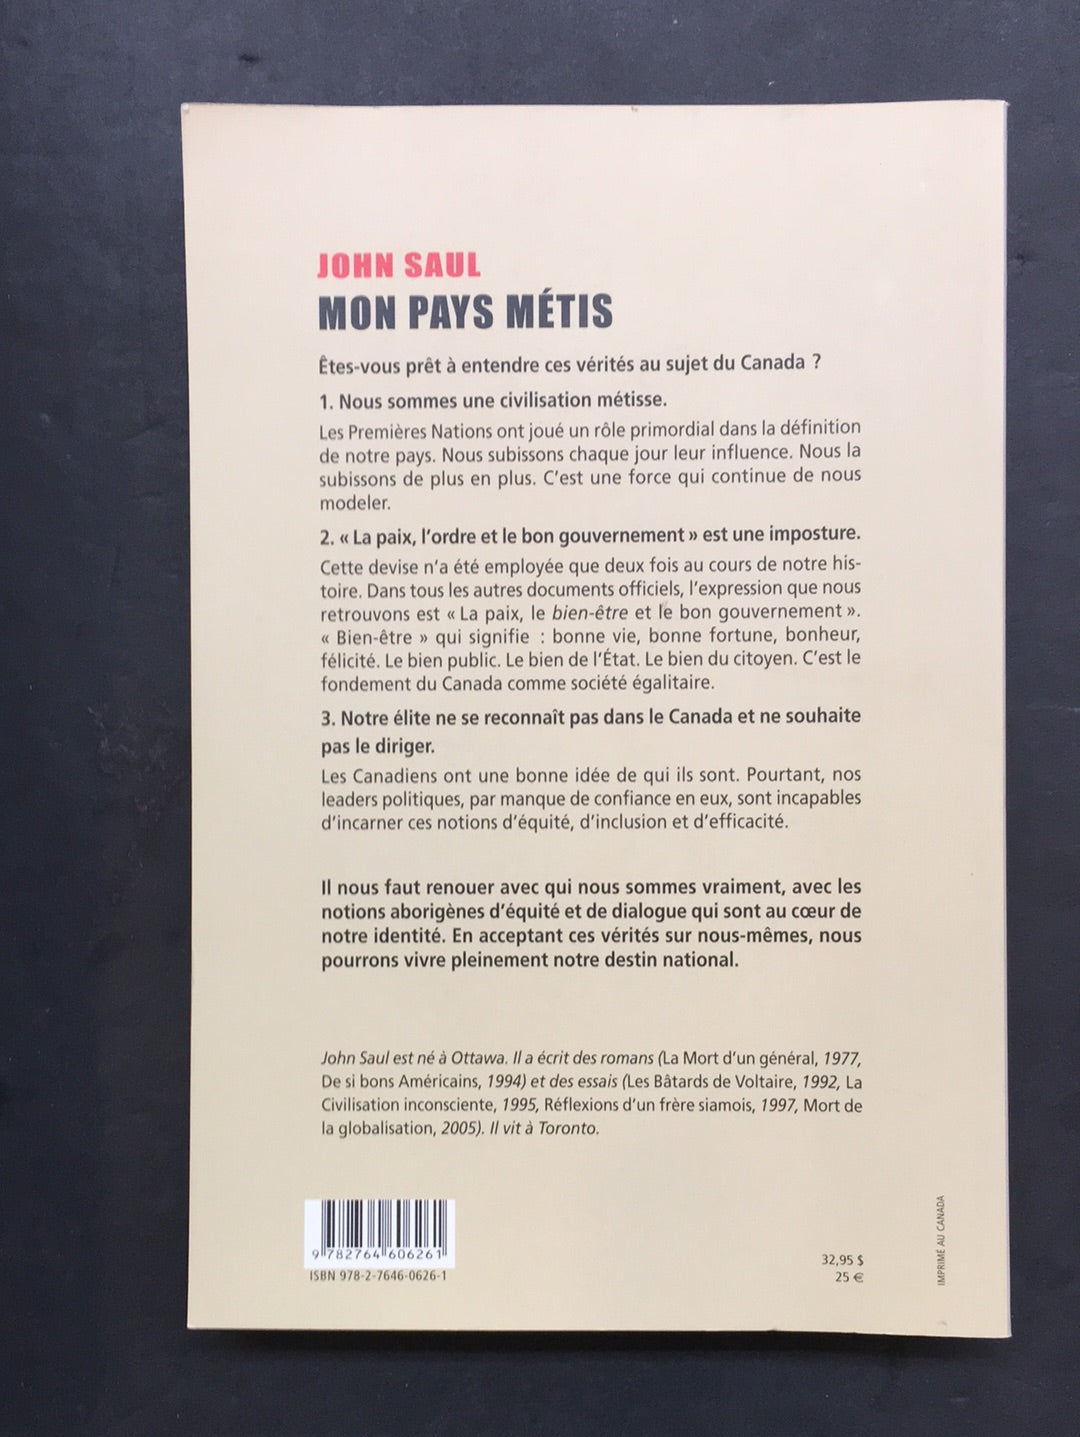 JOHN SAUL
MON PAYS MÉTIS
Êtes-vous prêt à entendre ces vérités au sujet du Canada ?
1. Nous sommes une civilisation métisse.
Les Premières Nations ont joué un rôle primordial dans la définition
de notre pays. Nous subissons chaque jour leur influence. Nous la
subissons de plus en plus. C'est une force qui continue de nous
modeler.
2. « La paix, l'ordre et le bon gouvernement » est une imposture.
Cette devise n'a été employée que deux fois au cours de notre his-
toire. Dans tous les autres documents officiels, l'expression que nous
retrouvons est « La paix, le bien-être et le bon gouvernement ».
« Bien-être » qui signifie : bonne vie, bonne fortune, bonheur,
félicité. Le bien public. Le bien de l'État. Le bien du citoyen. C'est le
fondement du Canada comme société égalitaire.
3. Notre élite ne se reconnaît pas dans le Canada et ne souhaite
pas le diriger.
Les Canadiens ont une bonne idée de qui ils sont. Pourtant, nos
leaders politiques, par manque de confiance en eux, sont incapables
d'incarner ces notions d'équité, d'inclusion et d'efficacité.
Il nous faut renouer avec qui nous sommes vraiment, avec les
notions aborigènes d'équité et de dialogue qui sont au cœur de
notre identité. En acceptant ces vérités sur nous-mêmes, nous
pourrons vivre pleinement notre destin national.
John Saul est né à Ottawa. Il a écrit des romans (La Mort d'un général, 1977,
De si bons Américains, 1994) et des essais (Les Bâtards de Voltaire, 1992, La
Civilisation inconsciente, 1995, Réflexions d'un frère siamois, 1997, Mort de
la globalisation, 2005). Il vit à Toronto.
9 782764 606261
ISBN 978-2-7646-0626-1
32,95 $
25 €
IMPRIMÉ AU CANADA